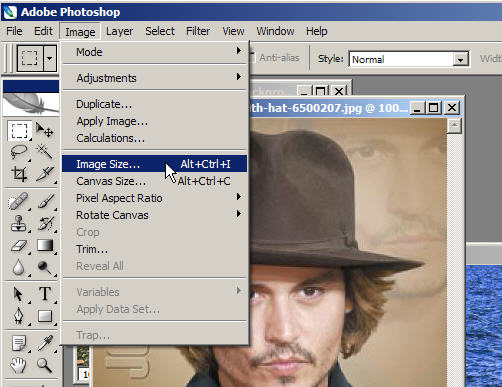 Adobe Photoshop
File Edit Image Layer Select Filter View Window Help
Anti-alias Style: Normal
Mode
Adjustments
Duplicate...
Apply Image...
Calculations...
th-hat-6500207.jpg @ 100...
Image Size... Alt+Ctrl+I
Canvas Size... Alt+Ctrl+C
Pixel Aspect Ratio
Rotate Canvas
Crop
Trim...
Reveal All
Variables
Apply Data Set...
Trap...
T